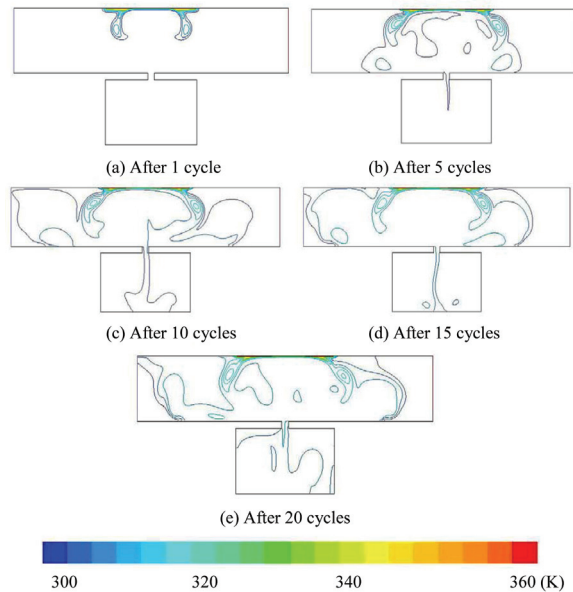 (a) After 1 cycle
(b) After 5 cycles
(c) After 10 cycles
(d) After 15 cycles
(e) After 20 cycles
300 320 340 360 (K)